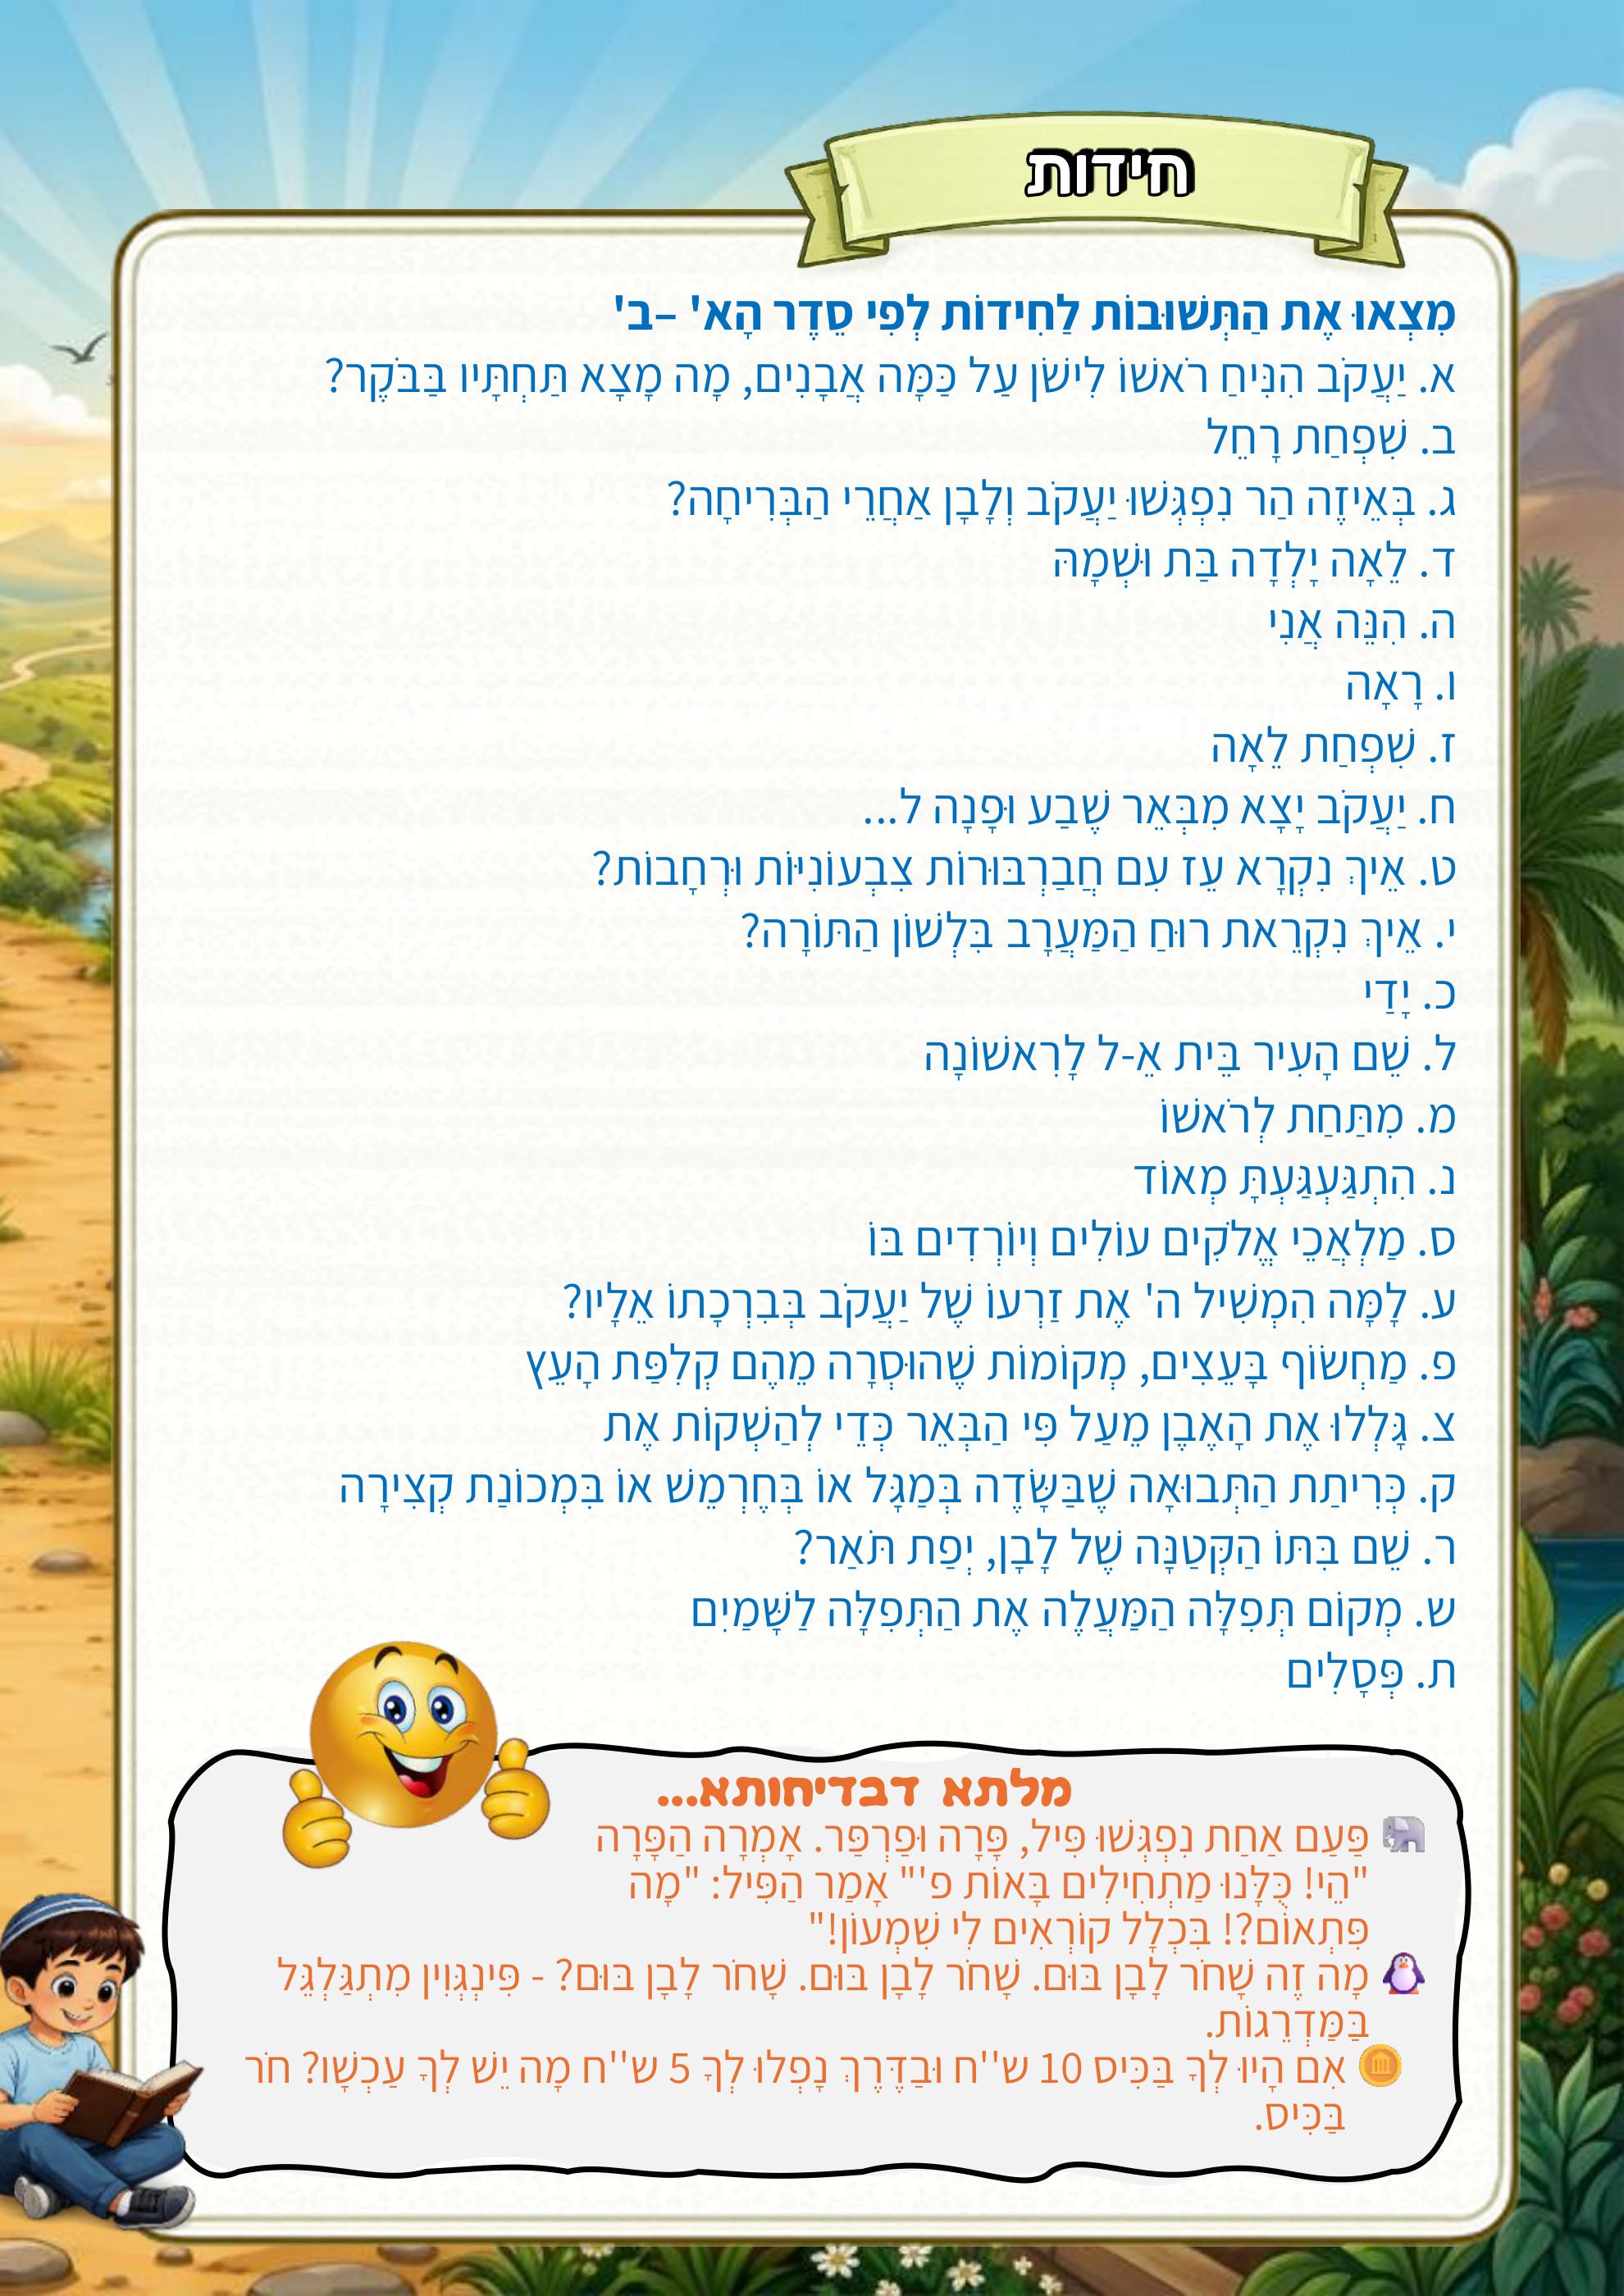 חידות
מִצְאוּ אֶת הַתְּשׁוּבוֹת לַחִידוֹת לְפִי סֵדֶר הָא' –ב'
א. יַעֲקֹב הִנִּיחַ רֹאשׁוֹ לִישֹׁן עַל כַּמָּה אֲבָנִים, מָה מָצָא תַּחְתָּיו בַּבֹּקֶר?
ב. שִׁפְחַת רָחֵל
ג. בְּאֵיזֶה הַר נִפְגְּשׁוּ יַעֲקֹב וְלָבָן אַחֲרֵי הַבְּרִיחָה?
ד. לֵאָה יָלְדָה בַּת וּשְׁמָהּ
ה. הִנֵּה אֲנִי
ו. רָאָה
ז. שִׁפְחַת לֵאָה
ח. יַעֲקֹב יָצָא מִבְּאֵר שֶׁבַע וּפָנָה ל...
ט. אֵיךְ נִקְרָא עֵז עִם חֲבַרְבּוּרוֹת צִבְעוֹנִיּוֹת וּרְחָבוֹת?
י. אֵיךְ נִקְרֵאת רוּחַ הַמַּעֲרָב בִּלְשׁוֹן הַתּוֹרָה?
כ. יָדַי
ל. שֵׁם הָעִיר בֵּית אֵ-ל לָרִאשׁוֹנָה
מ. מִתַּחַת לְרֹאשׁוֹ
נ. הִתְגַּעְגַּעְתָּ מְאוֹד
ס. מַלְאֲכֵי אֱלֹקִים עוֹלִים וְיוֹרְדִים בּוֹ
ע. לָמָּה הִמְשִׁיל ה' אֶת זַרְעוֹ שֶׁל יַעֲקֹב בְּבִרְכָתוֹ אֵלָיו?
פ. מַחְשׂוֹף בָּעֵצִים, מְקוֹמוֹת שֶׁהוּסְרָה מֵהֶם קְלִפַּת הָעֵץ
צ. גָּלְלוּ אֶת הָאֶבֶן מֵעַל פִּי הַבְּאֵר כְּדֵי לְהַשְׁקוֹת אֶת
ק. כְּרִיתַת הַתְּבוּאָה שֶׁבַּשָּׂדֶה בְּמַגָּל אוֹ בְּחֶרְמֵשׁ אוֹ בִּמְכוֹנַת קְצִירָה
ר. שֵׁם בִּתּוֹ הַקְּטַנָּה שֶׁל לָבָן, יְפַת תֹּאַר?
ש. מְקוֹם תְּפִלָּה הַמַּעֲלֶה אֶת הַתְּפִלָּה לַשָּׁמַיִם
ת. פְּסָלִים
מלתא דבדיחותא...
פַּעַם אַחַת נִפְגְּשׁוּ פִּיל, פָּרָה וּפַרְפַּר. אָמְרָה הַפָּרָה
"הֵי! כֻּלָּנוּ מַתְחִילִים בָּאוֹת פ'" אָמַר הַפִּיל: "מָה
פִּתְאוֹם?! בִּכְלָל קוֹרְאִים לִי שִׁמְעוֹן!"
מָה זֶה שָׁחֹר לָבָן בּוּם. שָׁחֹר לָבָן בּוּם. שָׁחֹר לָבָן בּוּם? - פִּינְגְּוִין מִתְגַּלְגֵּל
בַּמַּדְרֵגוֹת.
אִם הָיוּ לְךָ בַּכִּיס 10 ש''ח וּבַדֶּרֶךְ נָפְלוּ לְךָ 5 ש''ח מָה יֵשׁ לְךָ עַכְשָׁו? חֹר
בַּכִּיס.